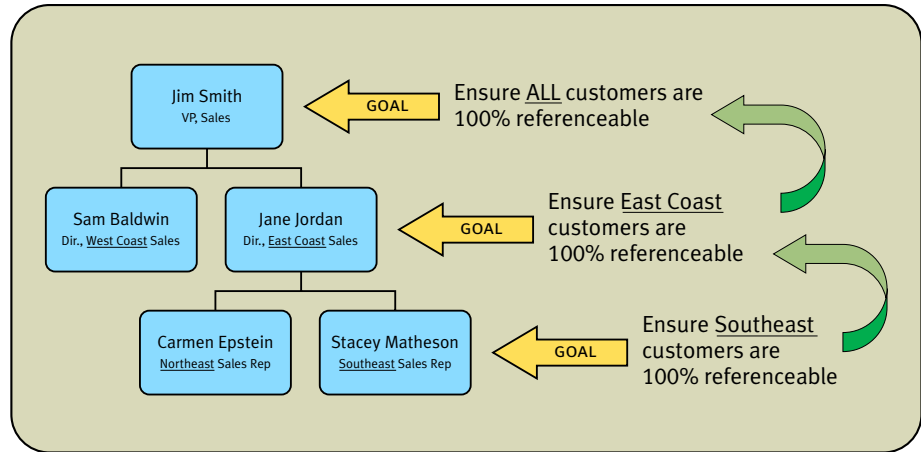 Jim Smith
VP, Sales
GOAL
Ensure ALL customers are
100% referenceable
Sam Baldwin
Dir., West Coast Sales
Jane Jordan
Dir., East Coast Sales
GOAL
Ensure East Coast
customers are
100% referenceable
Carmen Epstein
Northeast Sales Rep
Stacey Matheson
Southeast Sales Rep
GOAL
Ensure Southeast
customers are
100% referenceable